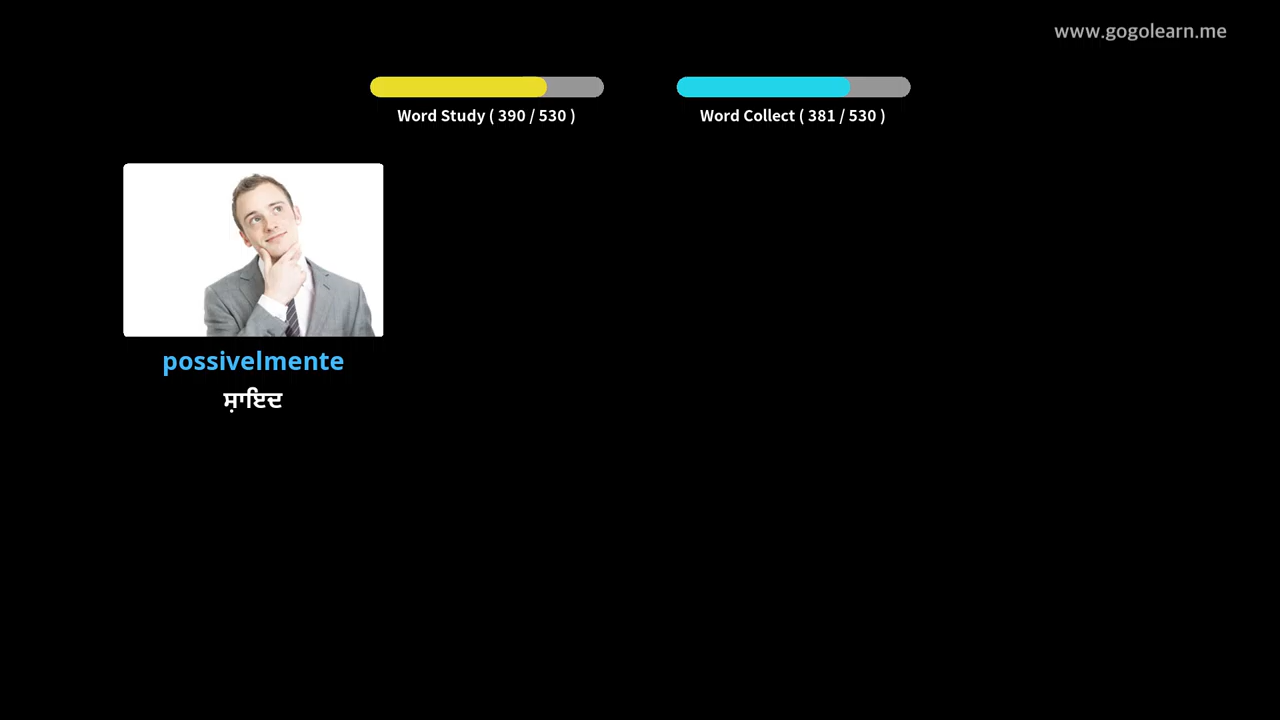 www.gogolearn.me
Word Study ( 390 / 530 )
Word Collect ( 381 / 530 )
possivelmente
ਸ਼ਾਇਦ